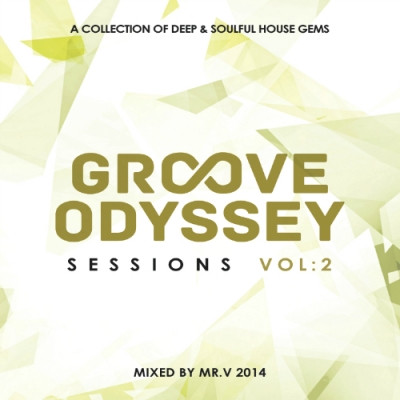 A COLLECTION OF DEEP & SOULFUL HOUSE GEMS
GROOVE
ODYSSEY
SESSIONS VOL:2
MIXED BY MR.V 2014